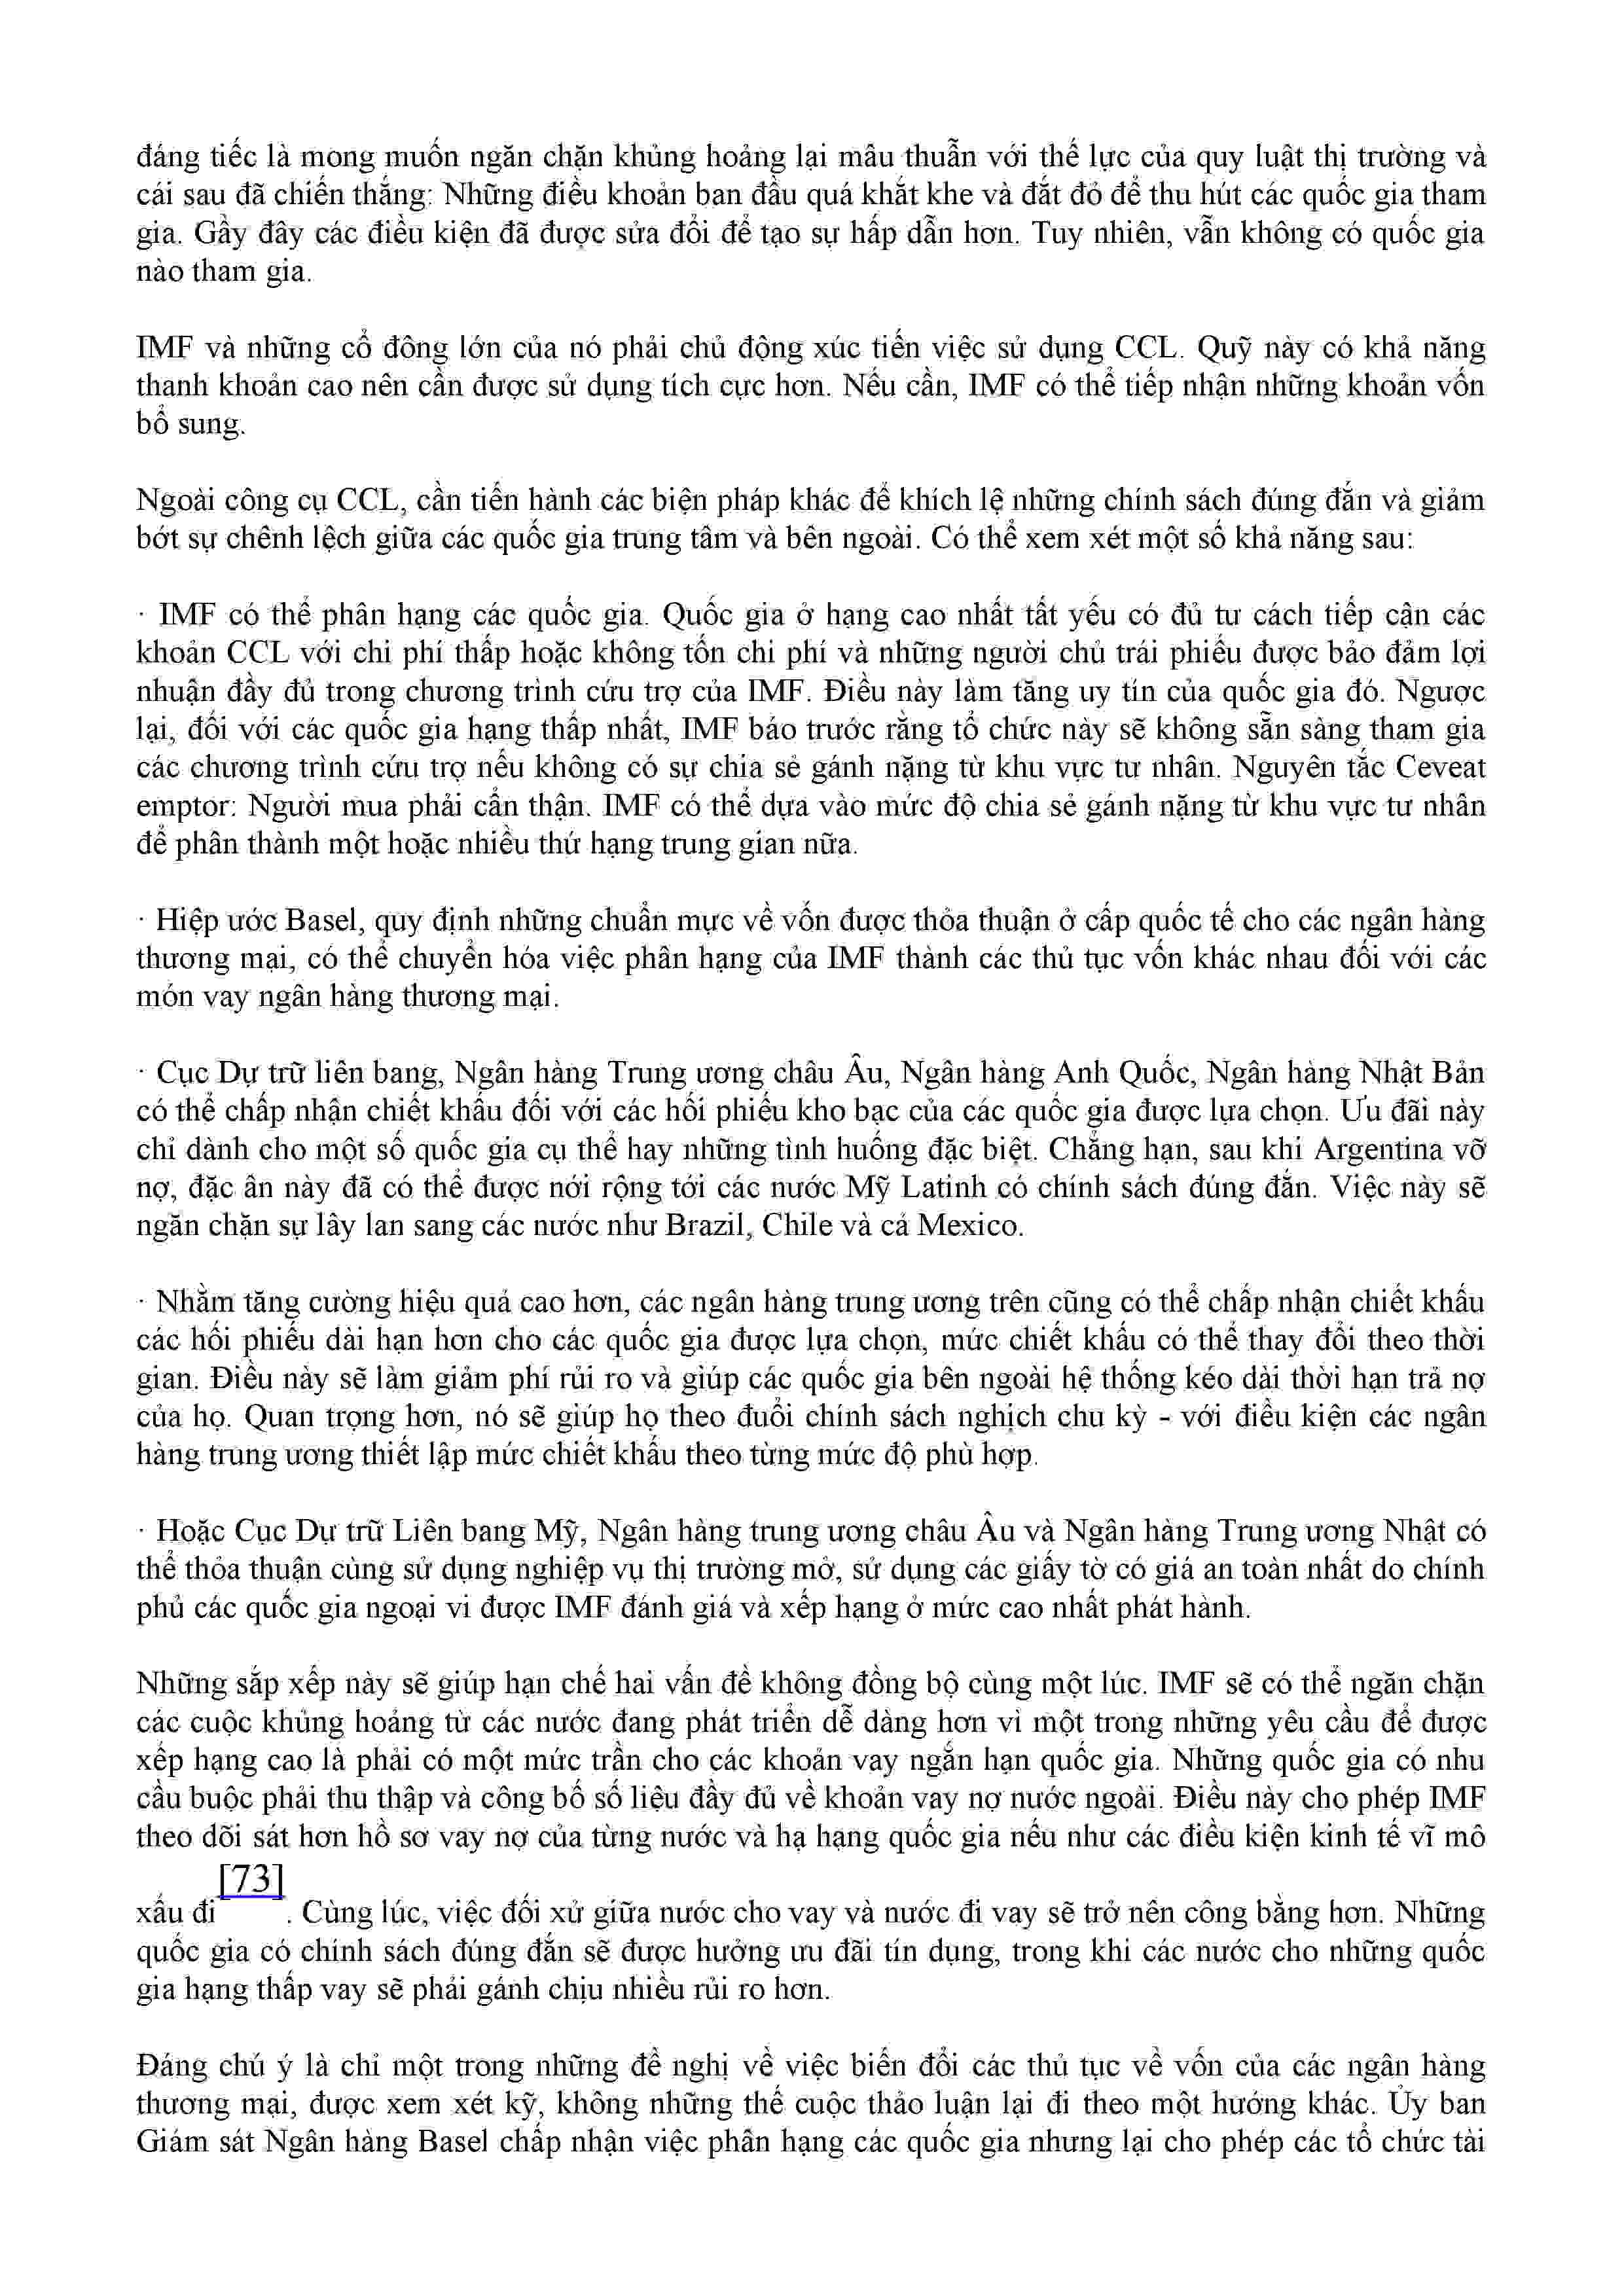 đáng tiếc là mong muốn ngăn chặn khủng hoảng lại mâu thuẫn với thế lực của quy luật thị trường và
cái sau đã chiến thắng: Những điều khoản ban đầu quá khắt khe và đắt đỏ để thu hút các quốc gia tham
gia. Gầy đây các điều kiện đã được sửa đổi để tạo sự hấp dẫn hơn. Tuy nhiên, vẫn không có quốc gia
nào tham gia.
IMF và những cổ đông lớn của nó phải chủ động xúc tiến việc sử dụng CCL. Quỹ này có khả năng
thanh khoản cao nên cần được sử dụng tích cực hơn. Nếu cần, IMF có thể tiếp nhận những khoản vốn
bổ sung.
Ngoài công cụ CCL, cần tiến hành các biện pháp khác để khích lệ những chính sách đúng đắn và giảm
bớt sự chênh lệch giữa các quốc gia trung tâm và bên ngoài. Có thể xem xét một số khả năng sau:
· IMF có thể phân hạng các quốc gia. Quốc gia ở hạng cao nhất tất yếu có đủ tư cách tiếp cận các
khoản CCL với chi phí thấp hoặc không tốn chi phí và những người chủ trái phiếu được bảo đảm lợi
nhuận đầy đủ trong chương trình cứu trợ của IMF. Điều này làm tăng uy tín của quốc gia đó. Ngược
lại, đối với các quốc gia hạng thấp nhất, IMF báo trước rằng tổ chức này sẽ không sẵn sàng tham gia
các chương trình cứu trợ nếu không có sự chia sẻ gánh nặng từ khu vực tư nhân. Nguyên tắc Ceveat
emptor: Người mua phải cẩn thận. IMF có thể dựa vào mức độ chia sẻ gánh nặng từ khu vực tư nhân
để phân thành một hoặc nhiều thứ hạng trung gian nữa.
· Hiệp ước Basel, quy định những chuẩn mực về vốn được thỏa thuận ở cấp quốc tế cho các ngân hàng
thương mại, có thể chuyển hóa việc phân hạng của IMF thành các thủ tục vốn khác nhau đối với các
món vay ngân hàng thương mại.
· Cục Dự trữ liên bang, Ngân hàng Trung ương châu Âu, Ngân hàng Anh Quốc, Ngân hàng Nhật Bản
có thể chấp nhận chiết khấu đối với các hối phiếu kho bạc của các quốc gia được lựa chọn. Ưu đãi này
chỉ dành cho một số quốc gia cụ thể hay những tình huống đặc biệt. Chẳng hạn, sau khi Argentina vỡ
nợ, đặc ân này đã có thể được nới rộng tới các nước Mỹ Latinh có chính sách đúng đắn. Việc này sẽ
ngăn chặn sự lây lan sang các nước như Brazil, Chile và cả Mexico.
· Nhằm tăng cường hiệu quả cao hơn, các ngân hàng trung ương trên cũng có thể chấp nhận chiết khấu
các hối phiếu dài hạn hơn cho các quốc gia được lựa chọn, mức chiết khấu có thể thay đổi theo thời
gian. Điều này sẽ làm giảm phí rủi ro và giúp các quốc gia bên ngoài hệ thống kéo dài thời hạn trả nợ
của họ. Quan trọng hơn, nó sẽ giúp họ theo đuổi chính sách nghịch chu kỳ - với điều kiện các ngân
hàng trung ương thiết lập mức chiết khấu theo từng mức độ phù hợp.
· Hoặc Cục Dự trữ Liên bang Mỹ, Ngân hàng trung ương châu Âu và Ngân hàng Trung ương Nhật có
thể thỏa thuận cùng sử dụng nghiệp vụ thị trường mở, sử dụng các giấy tờ có giá an toàn nhất do chính
phủ các quốc gia ngoại vi được IMF đánh giá và xếp hạng ở mức cao nhất phát hành.
Những sắp xếp này sẽ giúp hạn chế hai vấn đề không đồng bộ cùng một lúc. IMF sẽ có thể ngăn chặn
các cuộc khủng hoảng từ các nước đang phát triển dễ dàng hơn vì một trong những yêu cầu để được
xếp hạng cao là phải có một mức trần cho các khoản vay ngắn hạn quốc gia. Những quốc gia có nhu
cầu buộc phải thu thập và công bố số liệu đầy đủ về khoản vay nợ nước ngoài. Điều này cho phép IMF
theo dõi sát hơn hồ sơ vay nợ của từng nước và hạ hạng quốc gia nếu như các điều kiện kinh tế vĩ mô
xấu đi[73]. Cùng lúc, việc đối xử giữa nước cho vay và nước đi vay sẽ trở nên công bằng hơn. Những
quốc gia có chính sách đúng đắn sẽ được hưởng ưu đãi tín dụng, trong khi các nước cho những quốc
gia hạng thấp vay sẽ phải gánh chịu nhiều rủi ro hơn.
Đáng chú ý là chỉ một trong những đề nghị về việc biến đổi các thủ tục về vốn của các ngân hàng
thương mại, được xem xét kỹ, không những thế cuộc thảo luận lại đi theo một hướng khác. Ủy ban
Giám sát Ngân hàng Basel chấp nhận việc phân hạng các quốc gia nhưng lại cho phép các tổ chức tài